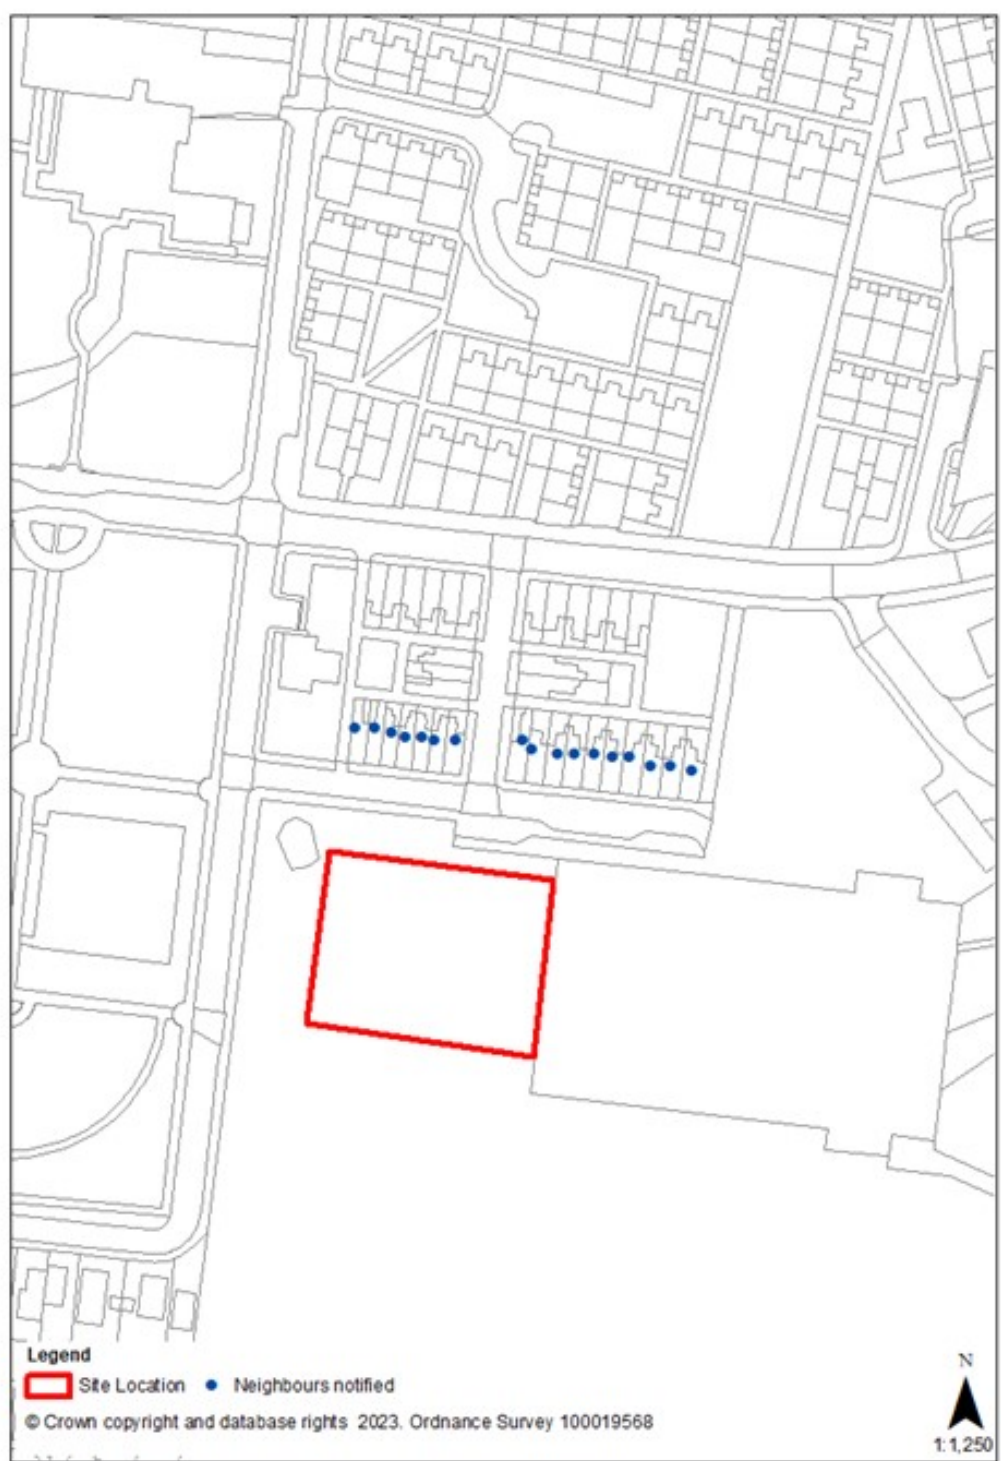 Legend
Site Location Neighbours notified
© Crown copyright and database rights 2023. Ordnance Survey 100019568
N
1:1,250